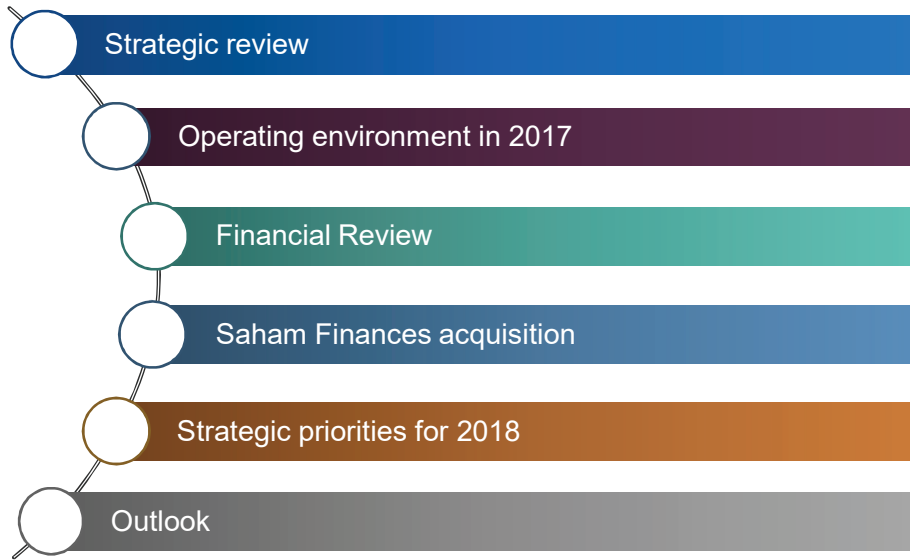 Strategic review
Operating environment in 2017
Financial Review
Saham Finances acquisition
Strategic priorities for 2018
Outlook